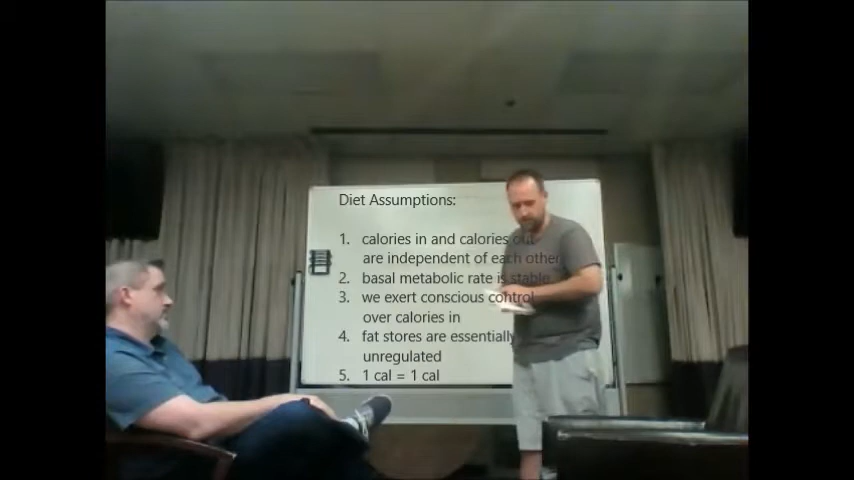 Diet Assumptions:
1. calories in and calories out
are independent of each other
2. basal metabolic rate is stable
3. we exert conscious control
over calories in
4. fat stores are essentially
unregulated
5. 1 cal = 1 cal